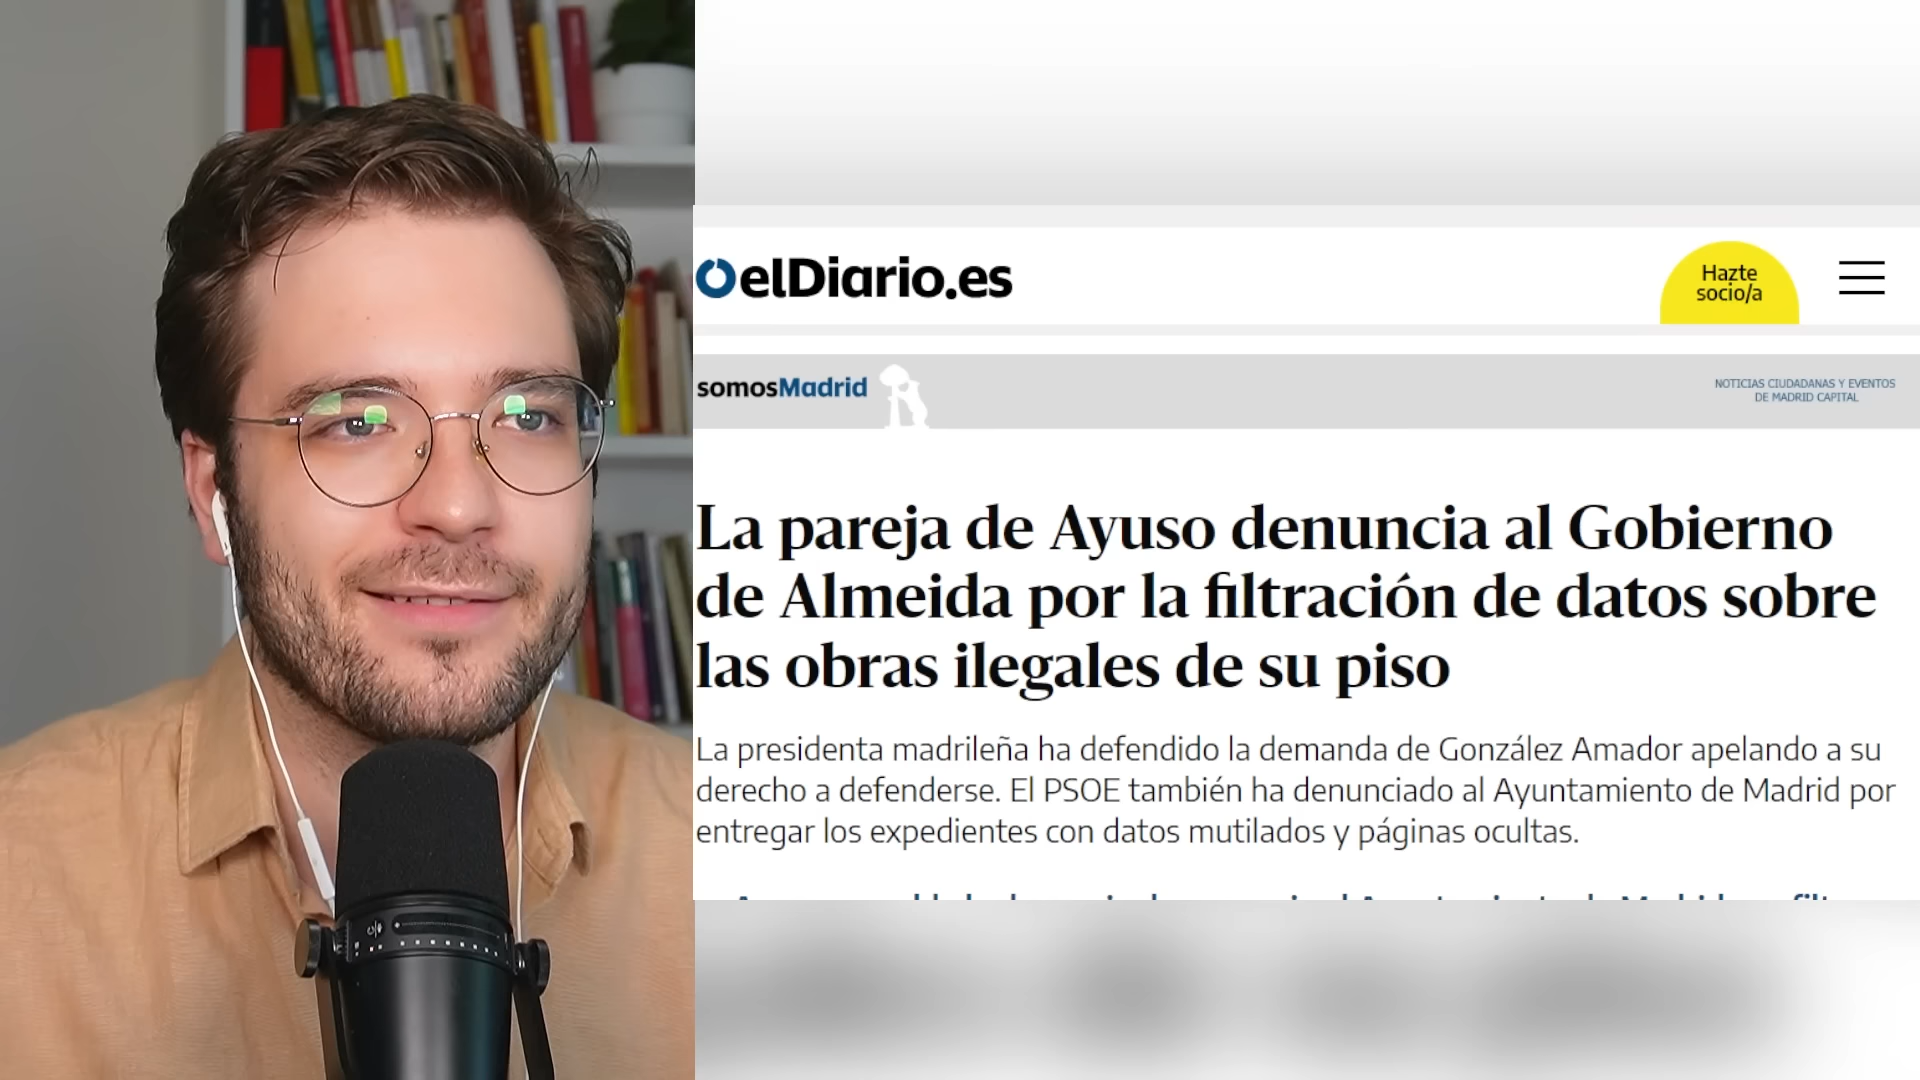 elDiario.es
Hazte
socio/a
somosMadrid
NOTICIAS CIUDADANAS Y EVENTOS
DE MADRID CAPITAL
La pareja de Ayuso denuncia al Gobierno
de Almeida por la filtración de datos sobre
las obras ilegales de su piso
La presidenta madrileña ha defendido la demanda de González Amador apelando a su
derecho a defenderse. El PSOE también ha denunciado al Ayuntamiento de Madrid por
entregar los expedientes con datos mutilados y páginas ocultas.